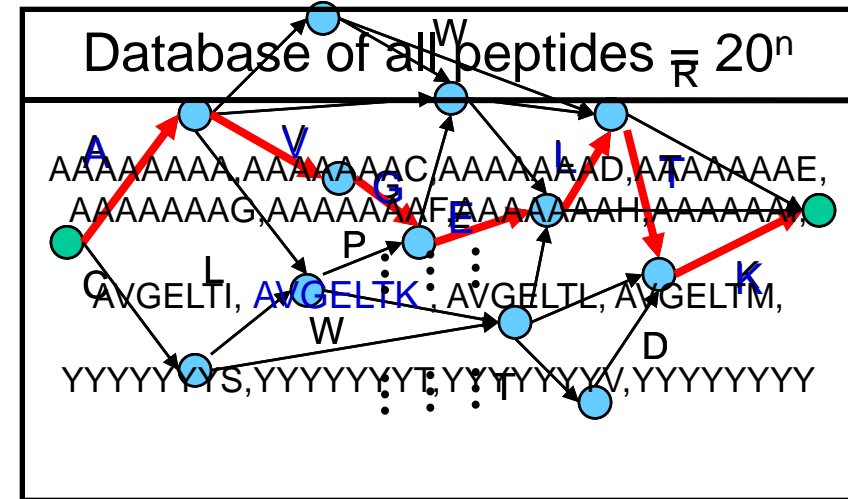 W
Database of all peptides = 20ⁿ
R
A
V
L
T
AAAAAAAA,AAAAAAAC,AAAAAAAD,AAAAAAAE,
G
E
AAAAAAAG,AAAAAAAF,AAAAAAAH,AAAAAAAI,
P
C
L
K
AVGELTI, AVGELTK , AVGELTL, AVGELTM,
W
D
YYYYYYYS,YYYYYYYT,YYYYYYYV,YYYYYYYY
T